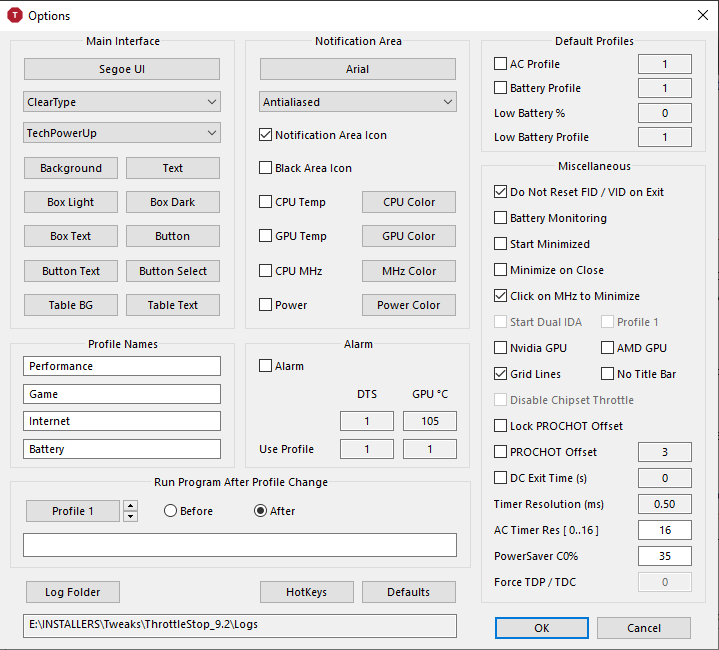 T Options
Main Interface
Segoe UI
ClearType
TechPowerUp
Background Text
Box Light Box Dark
Box Text Button
Button Text Button Select
Table BG Table Text
Notification Area
Arial
Antialiased
Notification Area Icon
Black Area Icon
CPU Temp CPU Color
GPU Temp GPU Color
CPU MHz MHz Color
Power Power Color
Default Profiles
AC Profile 1
Battery Profile 1
Low Battery % 0
Low Battery Profile 1
Miscellaneous
Do Not Reset FID / VID on Exit
Battery Monitoring
Start Minimized
Minimize on Close
Click on MHz to Minimize
Start Dual IDA Profile 1
Nvidia GPU AMD GPU
Grid Lines No Title Bar
Disable Chipset Throttle
Lock PROCHOT Offset
PROCHOT Offset 3
DC Exit Time (s) 0
Timer Resolution (ms) 0.50
AC Timer Res [ 0..16 ] 16
PowerSaver C0% 35
Force TDP / TDC 0
Profile Names
Performance
Game
Internet
Battery
Alarm
Alarm
DTS GPU °C
1 105
Use Profile 1 1
Run Program After Profile Change
Profile 1 Before After
Log Folder HotKeys Defaults
E:\INSTALLERS\Tweaks\ThrottleStop_9.2\Logs
OK Cancel